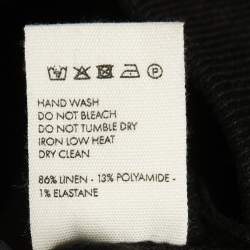 P
HAND WASH
DO NOT BLEACH
DO NOT TUMBLE DRY
IRON LOW HEAT
DRY CLEAN
86% LINEN - 13% POLYAMIDE -
1% ELASTANE